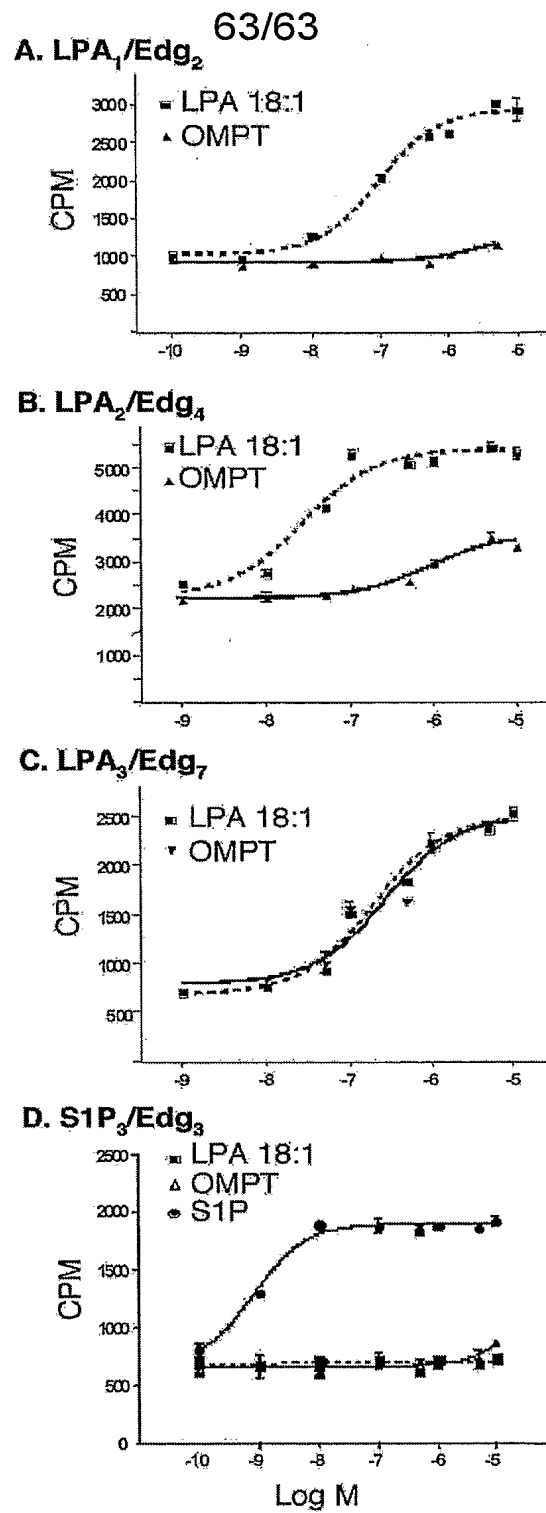 63/63
A. LPA1/Edg2
LPA 18:1
OMPT
CPM
3000
2500
2000
1500
1000
500
-10 -9 -8 -7 -6 -5
B. LPA2/Edg4
LPA 18:1
OMPT
CPM
5000
4000
3000
2000
1000
-9 -8 -7 -6 -5
C. LPA3/Edg7
LPA 18:1
OMPT
CPM
2500
2000
1500
1000
500
-9 -8 -7 -6 -5
D. S1P3/Edg3
LPA 18:1
OMPT
S1P
CPM
2500
2000
1500
1000
500
0
-10 -9 -8 -7 -6 -5
Log M